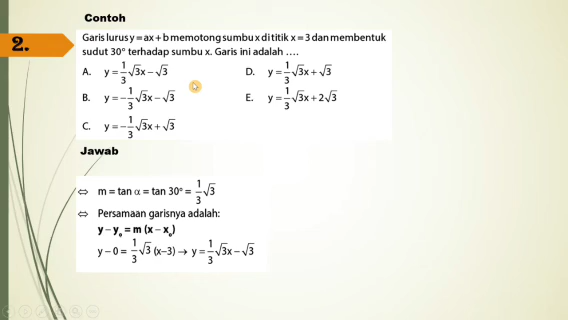 Contoh
2.
Garis lurus y = ax + b memotong sumbu x di titik x = 3 dan membentuk
sudut 30° terhadap sumbu x. Garis ini adalah ....
A. y = 1/3 √3x – √3
D. y = 1/3 √3x + √3
B. y = –1/3 √3x – √3
E. y = 1/3 √3x + 2√3
C. y = –1/3 √3x + √3
Jawab
⇔ m = tan α = tan 30° = 1/3 √3
⇔ Persamaan garisnya adalah:
y – y₀ = m (x – x₀)
y – 0 = 1/3 √3 (x–3) → y = 1/3 √3x – √3